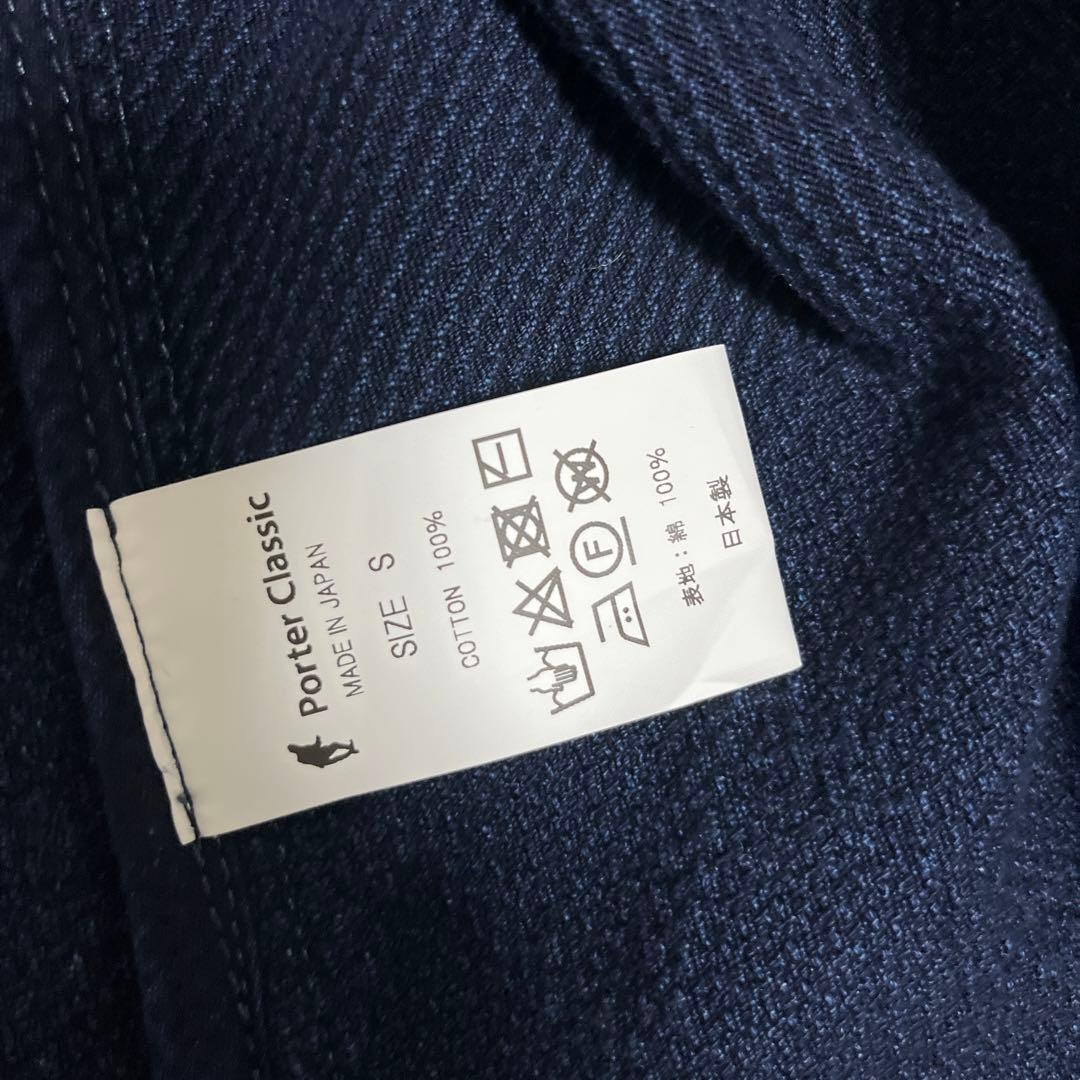 Porter Classic
MADE IN JAPAN
SIZE S
COTTON 100%
F
W
表地：綿 100%
日本製